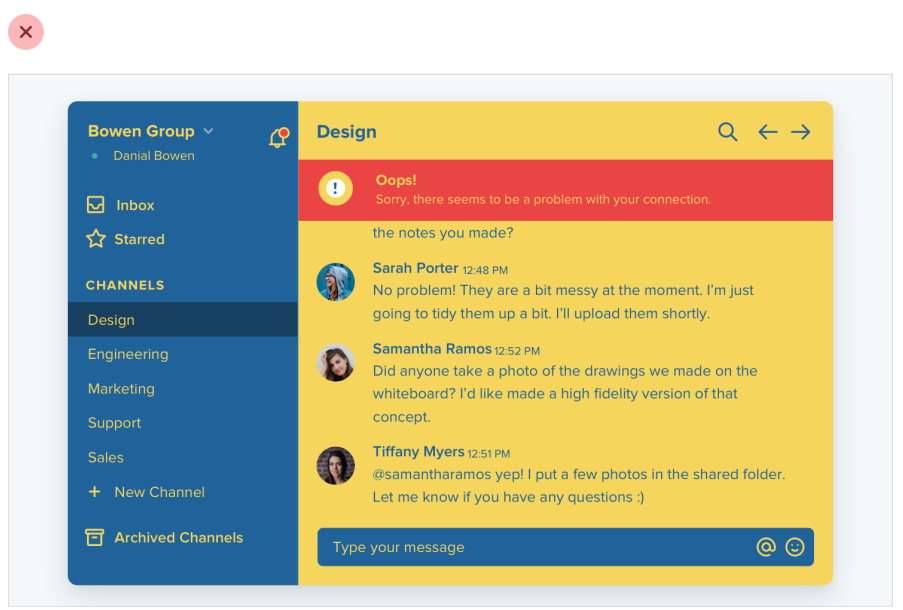 Bowen Group
Danial Bowen
Inbox
Starred
CHANNELS
Design
Engineering
Marketing
Support
Sales
+ New Channel
Archived Channels
Design
!
Oops!
Sorry, there seems to be a problem with your connection.
the notes you made?
Sarah Porter 12:48 PM
No problem! They are a bit messy at the moment. I’m just
going to tidy them up a bit. I’ll upload them shortly.
Samantha Ramos 12:52 PM
Did anyone take a photo of the drawings we made on the
whiteboard? I’d like made a high fidelity version of that
concept.
Tiffany Myers 12:51 PM
@samantharamos yep! I put a few photos in the shared folder.
Let me know if you have any questions :)
Type your message @